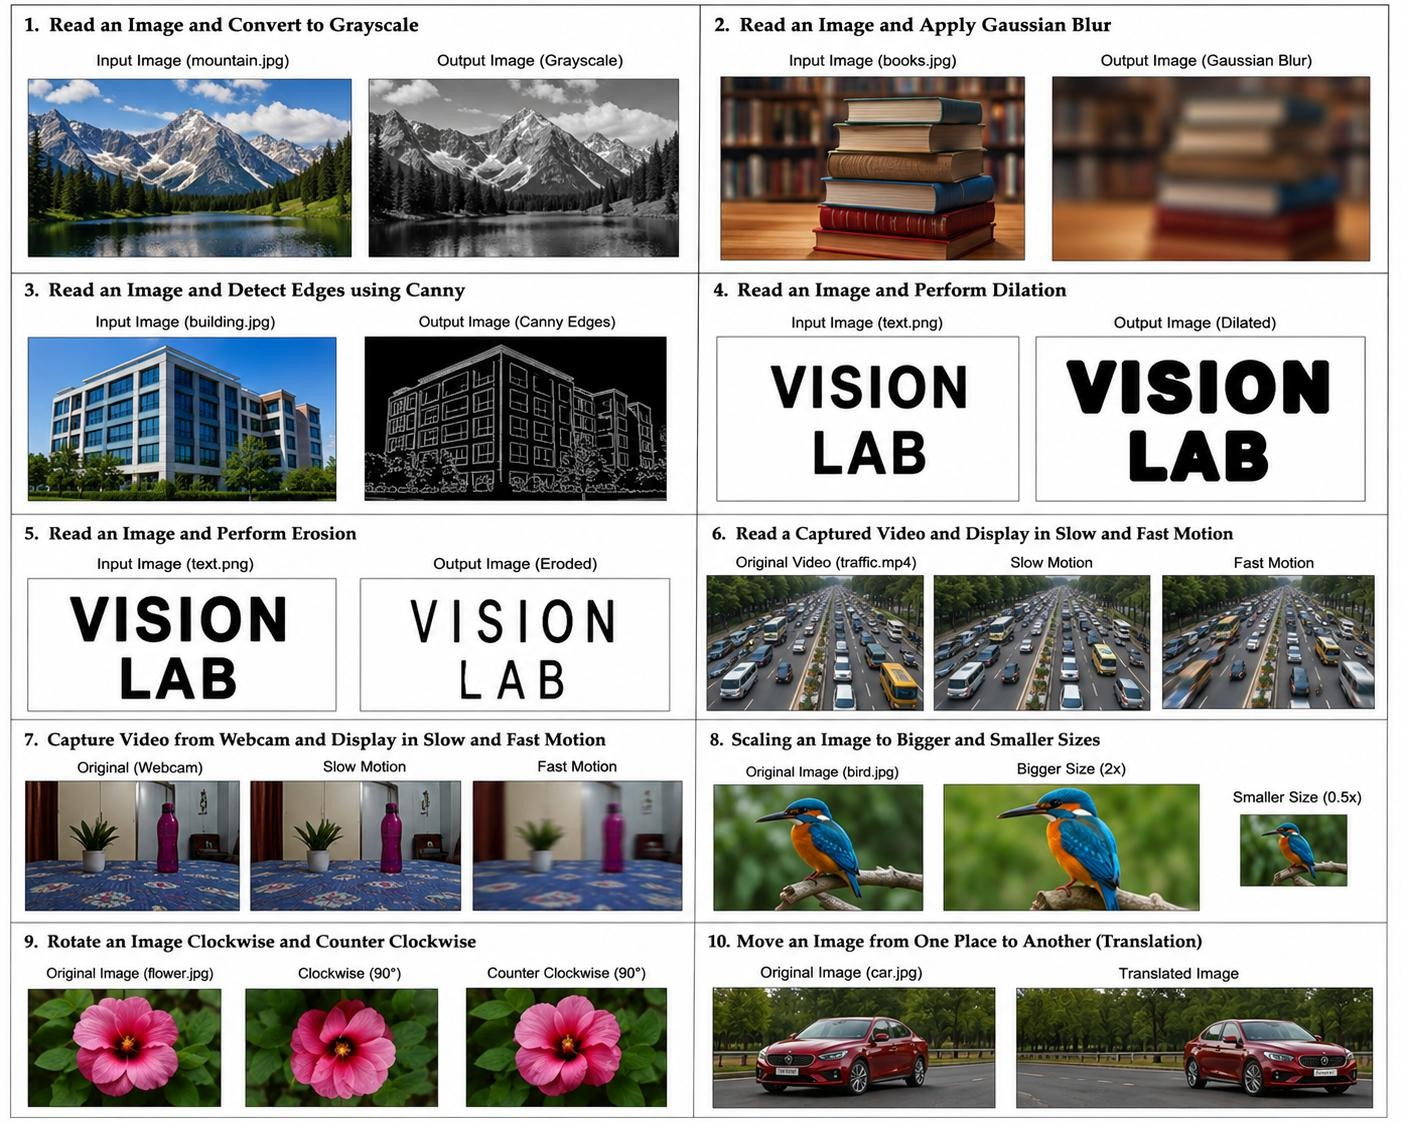 1. Read an Image and Convert to Grayscale
Input Image (mountain.jpg)
Output Image (Grayscale)
2. Read an Image and Apply Gaussian Blur
Input Image (books.jpg)
Output Image (Gaussian Blur)
3. Read an Image and Detect Edges using Canny
Input Image (building.jpg)
Output Image (Canny Edges)
4. Read an Image and Perform Dilation
Input Image (text.png)
Output Image (Dilated)
VISION
LAB
VISION
LAB
5. Read an Image and Perform Erosion
Input Image (text.png)
Output Image (Eroded)
VISION
LAB
VISION
LAB
6. Read a Captured Video and Display in Slow and Fast Motion
Original Video (traffic.mp4)
Slow Motion
Fast Motion
7. Capture Video from Webcam and Display in Slow and Fast Motion
Original (Webcam)
Slow Motion
Fast Motion
8. Scaling an Image to Bigger and Smaller Sizes
Original Image (bird.jpg)
Bigger Size (2x)
Smaller Size (0.5x)
9. Rotate an Image Clockwise and Counter Clockwise
Original Image (flower.jpg)
Clockwise (90°)
Counter Clockwise (90°)
10. Move an Image from One Place to Another (Translation)
Original Image (car.jpg)
Translated Image